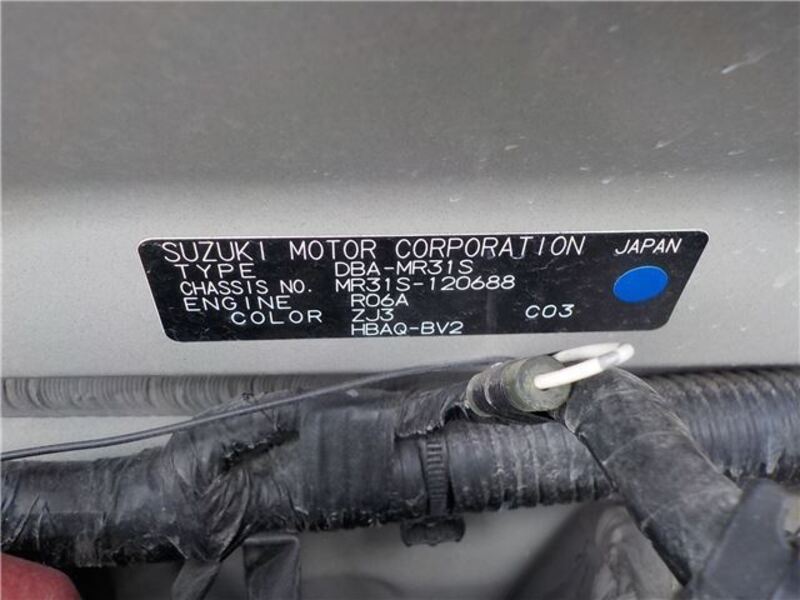 SUZUKI MOTOR CORPORATION JAPAN
TYPE DBA-MR31S
CHASSIS NO. MR31S-120688
ENGINE R06A
COLOR ZJ3 C03
HBAQ-BV2